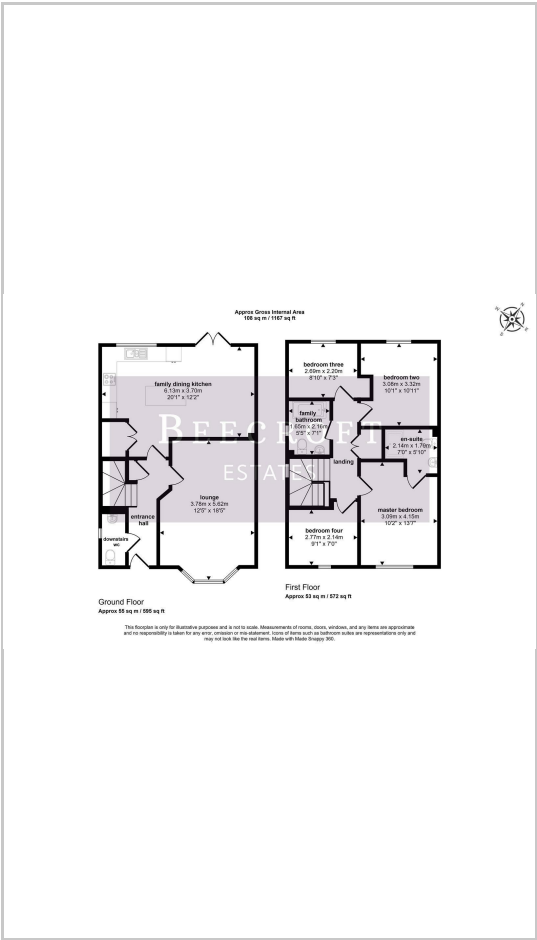 Approx Gross Internal Area
108 sq m / 1167 sq ft
family dining kitchen
6.13m x 3.70m
20'1" x 12'2"
BEECROFT
ESTATES
lounge
3.78m x 5.62m
12'5" x 18'5"
entrance
hall
downstairs
wc
Ground Floor
Approx 55 sq m / 595 sq ft
bedroom three
2.69m x 2.20m
8'10" x 7'3"
bedroom two
3.08m x 3.32m
10'1" x 10'11"
family
bathroom
1.65m x 2.16m
5'5" x 7'1"
en-suite
2.14m x 1.79m
7'0" x 5'10"
landing
master bedroom
3.09m x 4.15m
10'2" x 13'7"
bedroom four
2.77m x 2.14m
9'1" x 7'0"
First Floor
Approx 53 sq m / 572 sq ft
This floorplan is only for illustrative purposes and is not to scale. Measurements of rooms, doors, windows, and any items are approximate
and no responsibility is taken for any error, omission or mis-statement. Icons of items such as bathroom suites are representations only and
may not look like the real items. Made with Made Snappy 360.